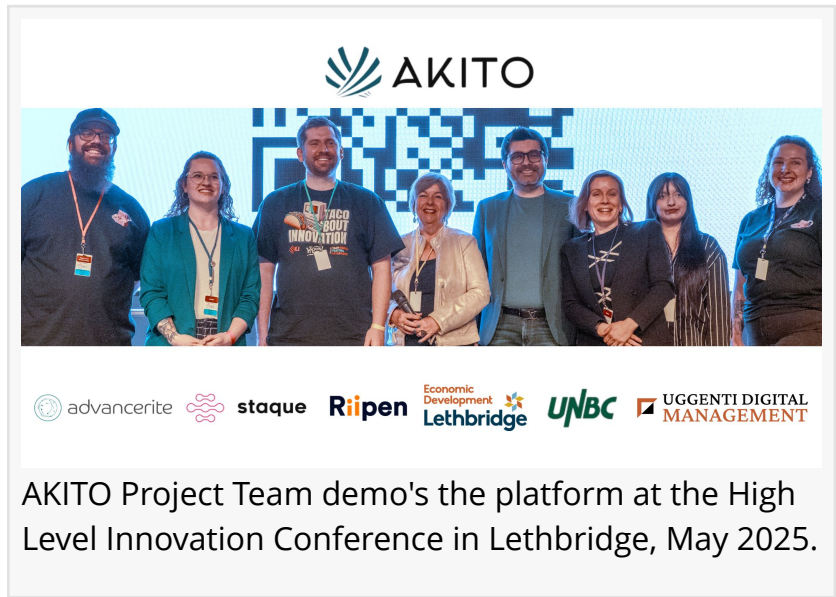 AKITO
TACO
BOUT
INNOVATION
advancerite
staque
Riipen
Economic
Development
Lethbridge
UNBC
UGGENTI DIGITAL
MANAGEMENT
AKITO Project Team demo's the platform at the High
Level Innovation Conference in Lethbridge, May 2025.